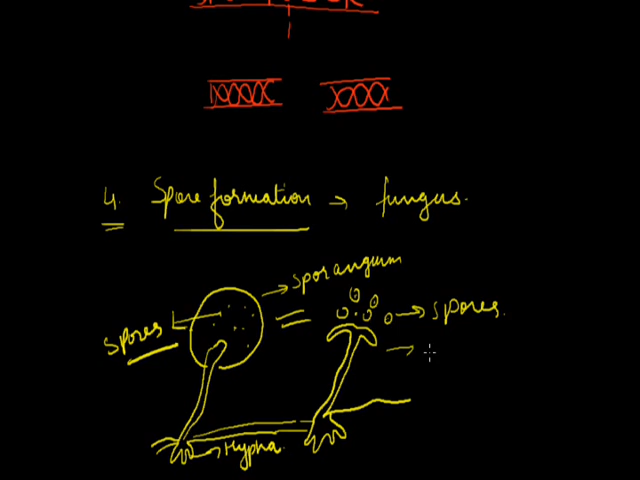 4. Spore formation → fungus.
→ Sporangium
Spores
→ Spores.
→ Hypha